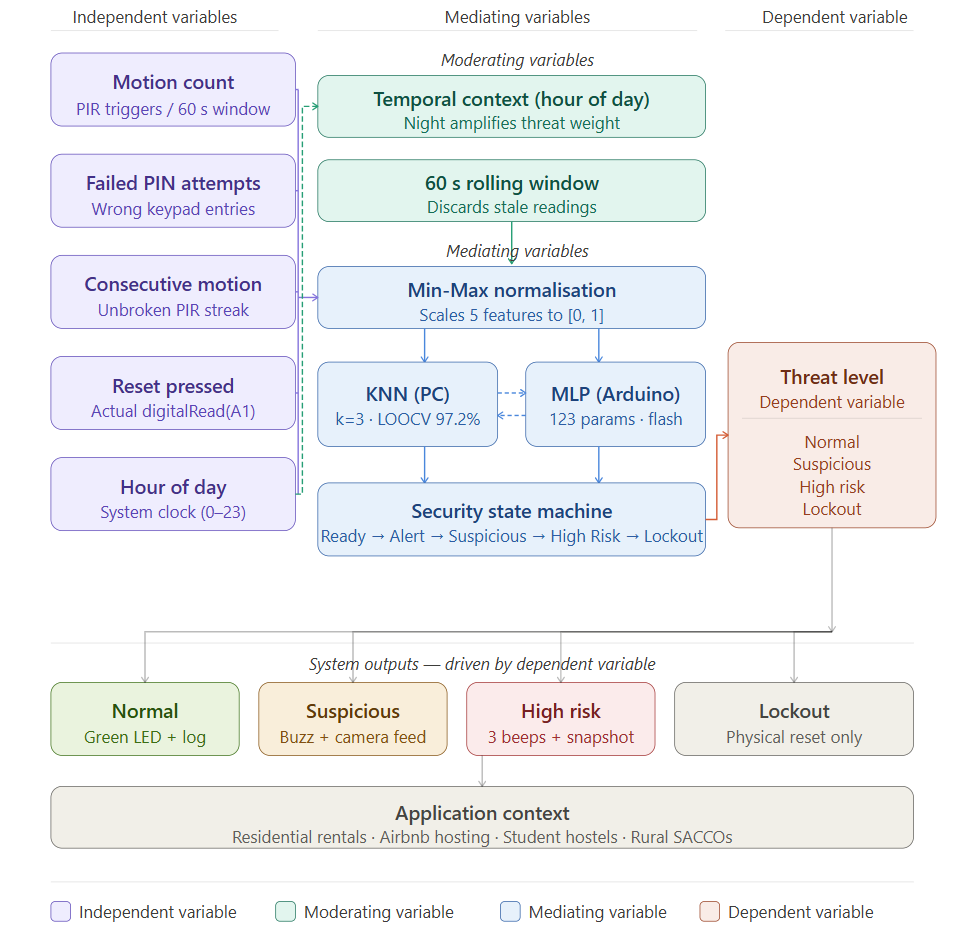 Independent variables
Mediating variables
Dependent variable
Moderating variables
Motion count
PIR triggers / 60 s window
Failed PIN attempts
Wrong keypad entries
Consecutive motion
Unbroken PIR streak
Reset pressed
Actual digitalRead(A1)
Hour of day
System clock (0–23)
Temporal context (hour of day)
Night amplifies threat weight
60 s rolling window
Discards stale readings
Mediating variables
Min-Max normalisation
Scales 5 features to [0, 1]
KNN (PC)
k=3 · LOOCV 97.2%
MLP (Arduino)
123 params · flash
Security state machine
Ready → Alert → Suspicious → High Risk → Lockout
Threat level
Dependent variable
Normal
Suspicious
High risk
Lockout
System outputs — driven by dependent variable
Normal
Green LED + log
Suspicious
Buzz + camera feed
High risk
3 beeps + snapshot
Lockout
Physical reset only
Application context
Residential rentals · Airbnb hosting · Student hostels · Rural SACCOs
Independent variable
Moderating variable
Mediating variable
Dependent variable